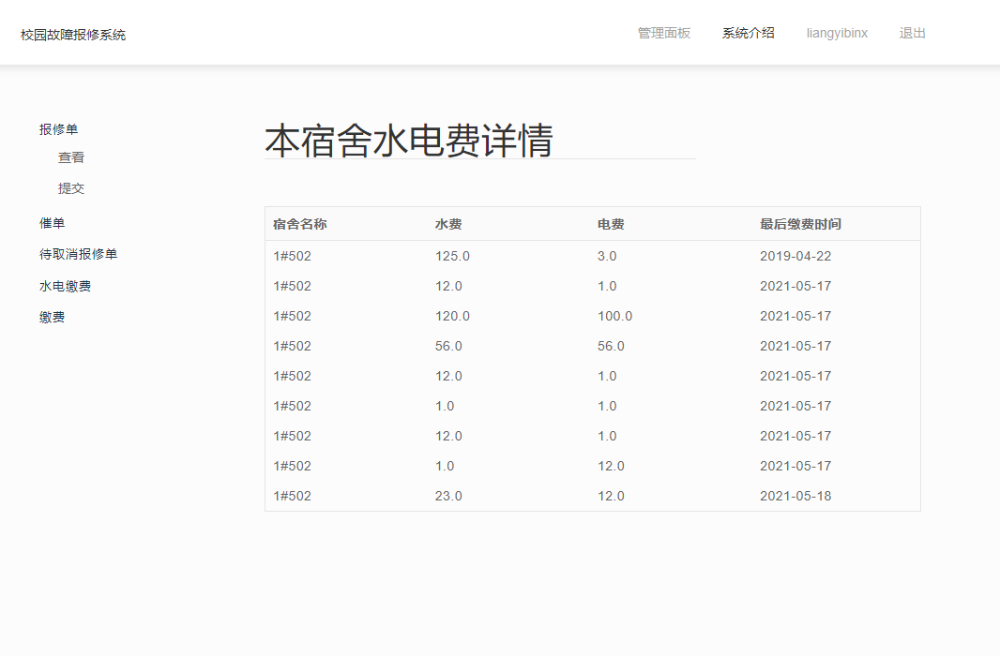 校园故障报修系统 管理面板 系统介绍 liangyibinx 退出
报修单
查看
提交
催单
待取消报修单
水电缴费
缴费
本宿舍水电费详情
宿舍名称 水费 电费 最后缴费时间
1#502 125.0 3.0 2019-04-22
1#502 12.0 1.0 2021-05-17
1#502 120.0 100.0 2021-05-17
1#502 56.0 56.0 2021-05-17
1#502 12.0 1.0 2021-05-17
1#502 1.0 1.0 2021-05-17
1#502 12.0 1.0 2021-05-17
1#502 1.0 12.0 2021-05-17
1#502 23.0 12.0 2021-05-18